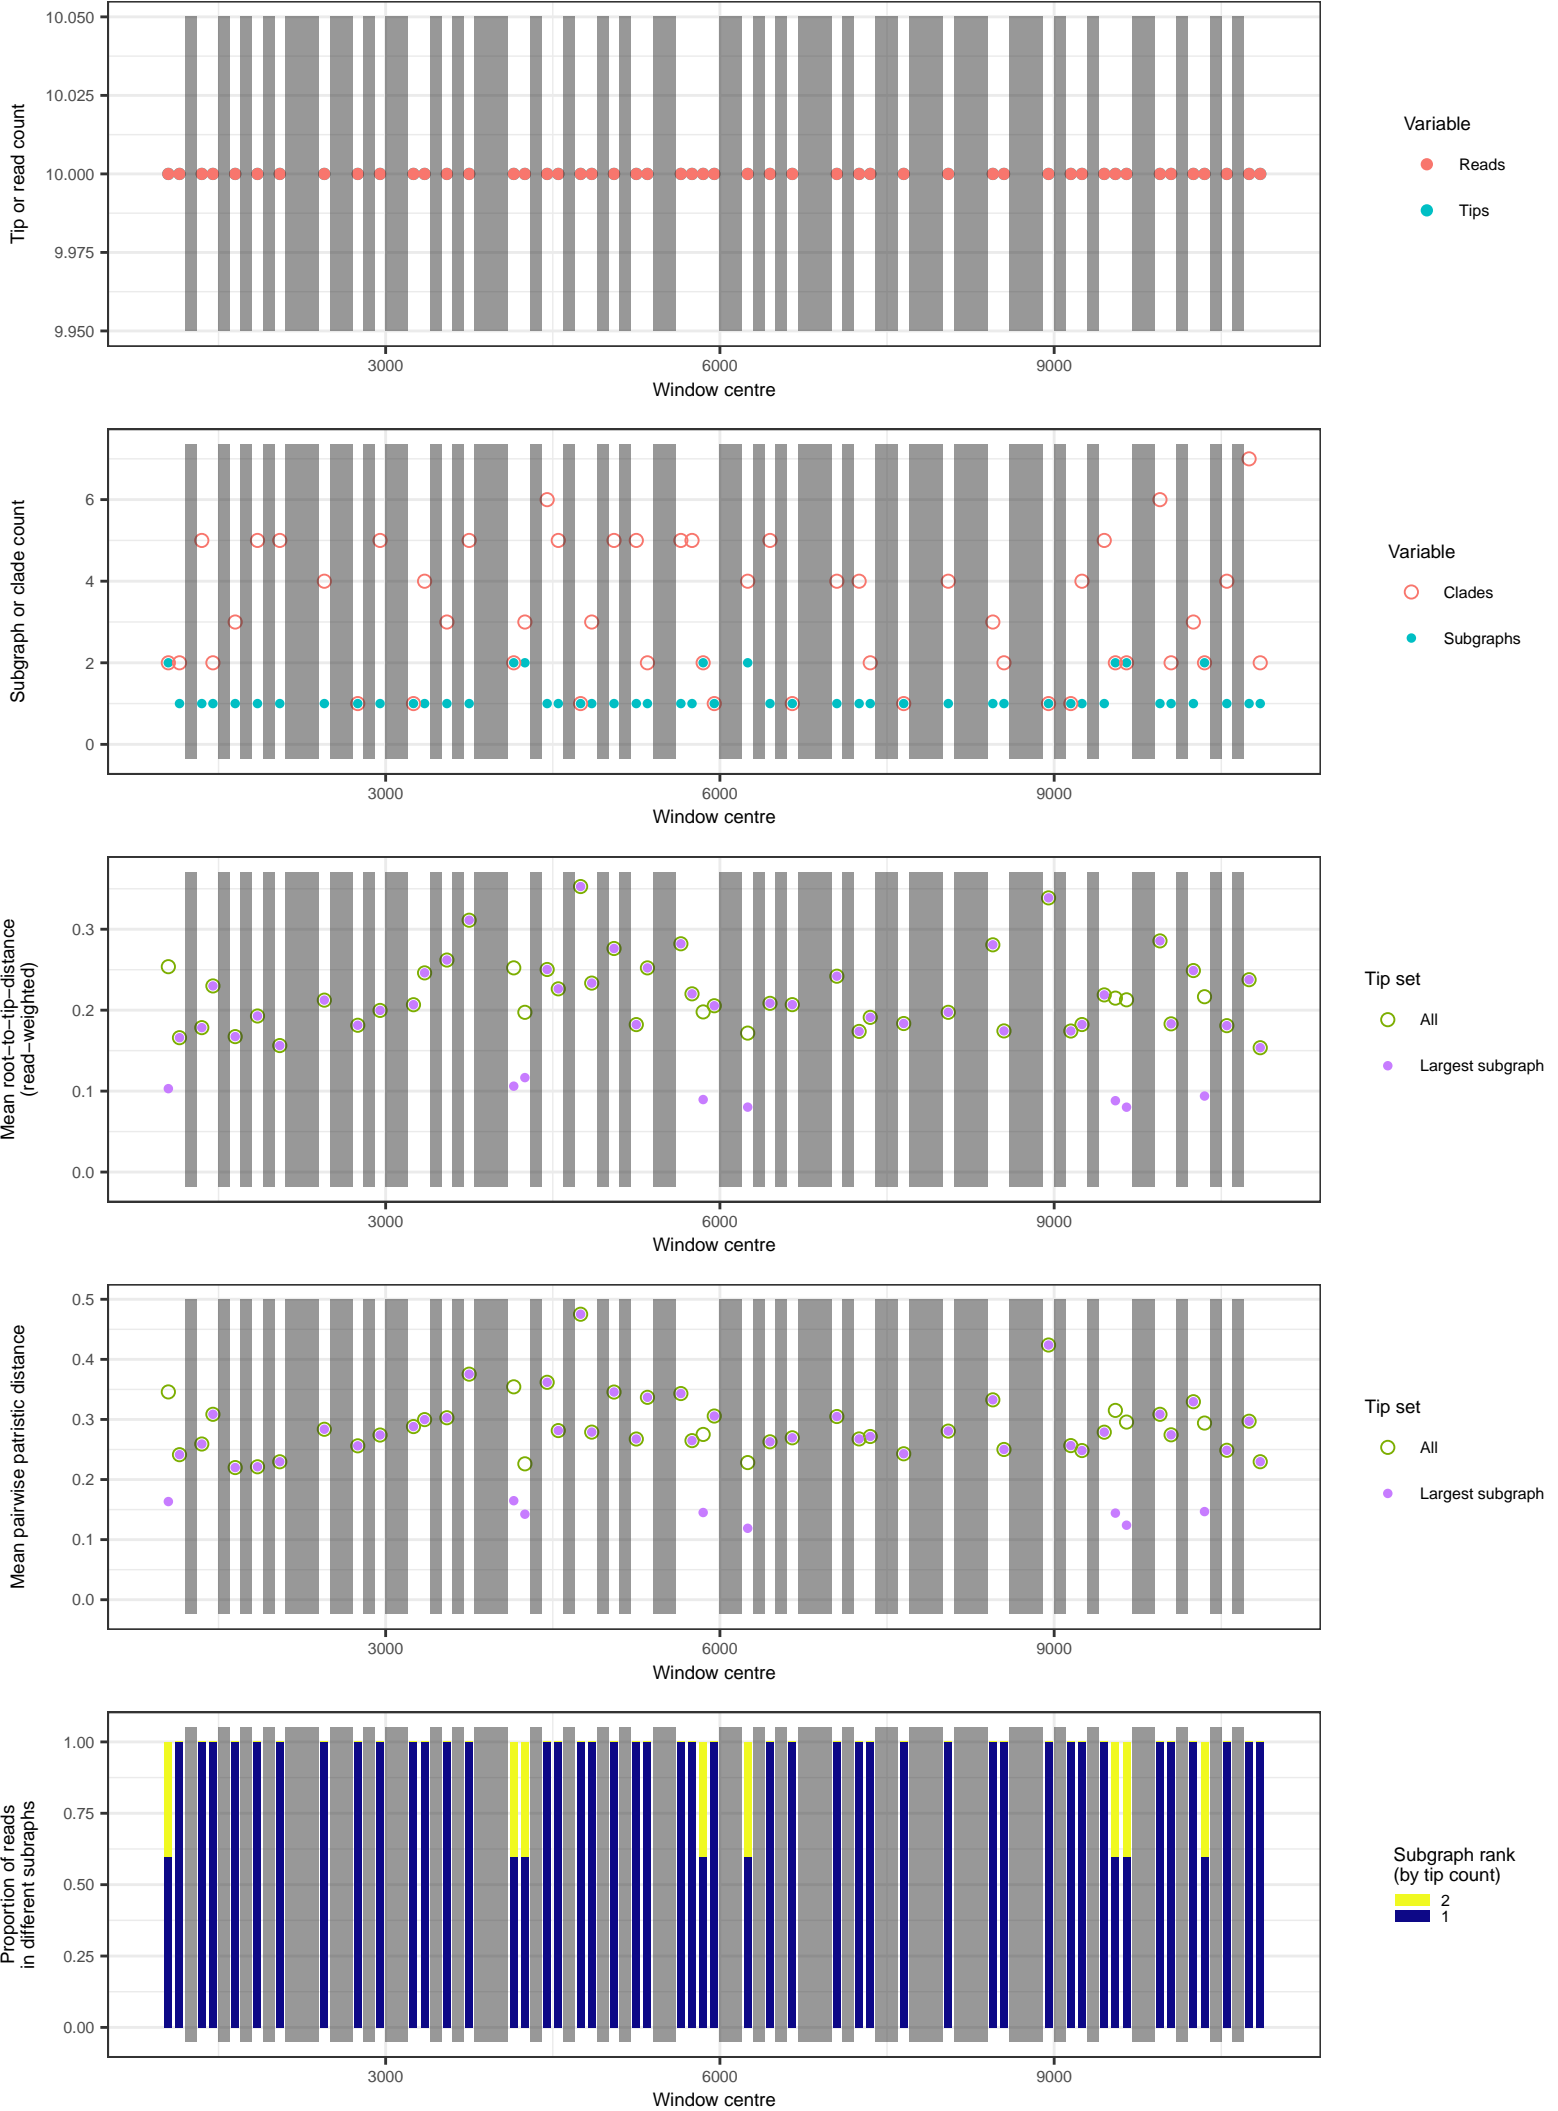 10.050
10.025
10.000
9.975
9.950
Tip or read count
3000
6000
9000
Window centre
Variable
Reads
Tips
6
4
2
0
Subgraph or clade count
3000
6000
9000
Window centre
Variable
Clades
Subgraphs
0.3
0.2
0.1
0.0
Mean root−to−tip−distance
(read−weighted)
3000
6000
9000
Window centre
Tip set
All
Largest subgraph
0.5
0.4
0.3
0.2
0.1
0.0
Mean pairwise patristic distance
3000
6000
9000
Window centre
Tip set
All
Largest subgraph
1.00
0.75
0.50
0.25
0.00
Proportion of reads
in different subraphs
3000
6000
9000
Window centre
Subgraph rank
(by tip count)
2
1